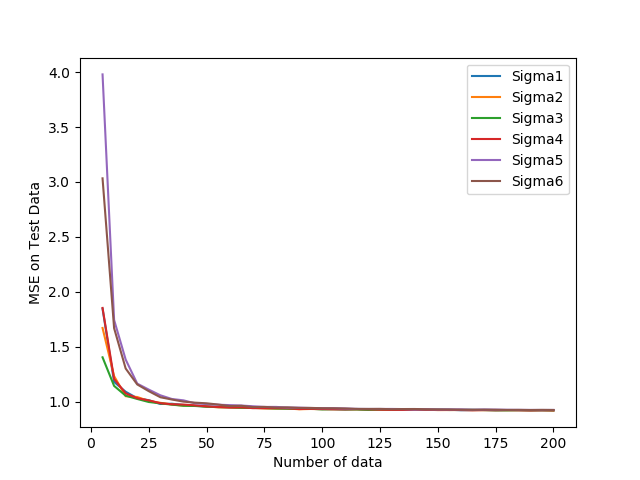 4.0
3.5
3.0
2.5
2.0
1.5
1.0
MSE on Test Data
0 25 50 75 100 125 150 175 200
Number of data
Sigma1
Sigma2
Sigma3
Sigma4
Sigma5
Sigma6